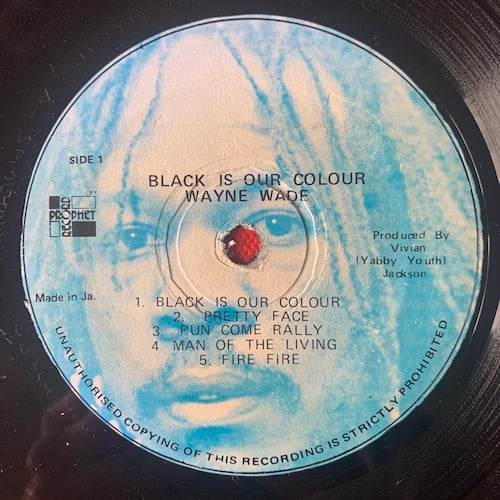 SIDE 1
BLACK IS OUR COLOUR
WAYNE WADE
BY
PROPHET
RECORD
Produced By
Vivian
(Yabby Youth)
Jackson
Made in Ja.
1. BLACK IS OUR COLOUR
2. PRETTY FACE
3. PUN COME RALLY
4 MAN OF THE LIVING
5. FIRE FIRE
UNAUTHORISED COPYING OF THIS RECORDING IS STRICTLY PROHIBITED